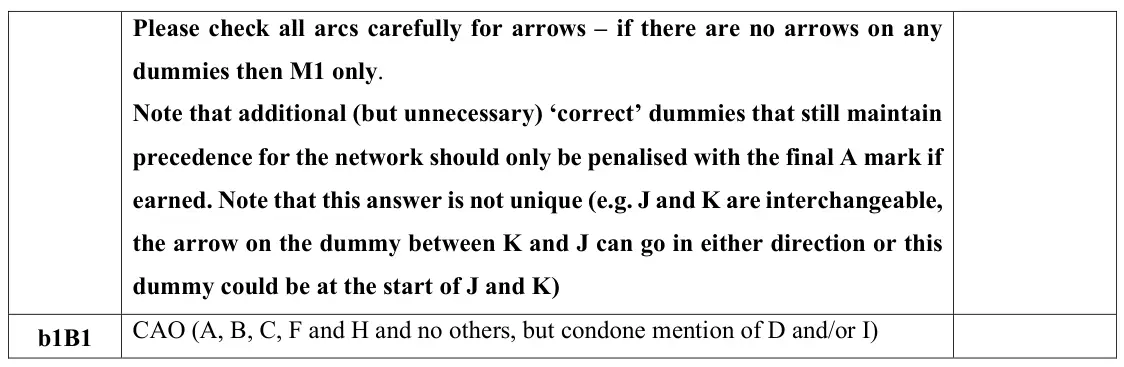 Please check all arcs carefully for arrows – if there are no arrows on any
dummies then M1 only.
Note that additional (but unnecessary) ‘correct’ dummies that still maintain
precedence for the network should only be penalised with the final A mark if
earned. Note that this answer is not unique (e.g. J and K are interchangeable,
the arrow on the dummy between K and J can go in either direction or this
dummy could be at the start of J and K)
b1B1 CAO (A, B, C, F and H and no others, but condone mention of D and/or I)